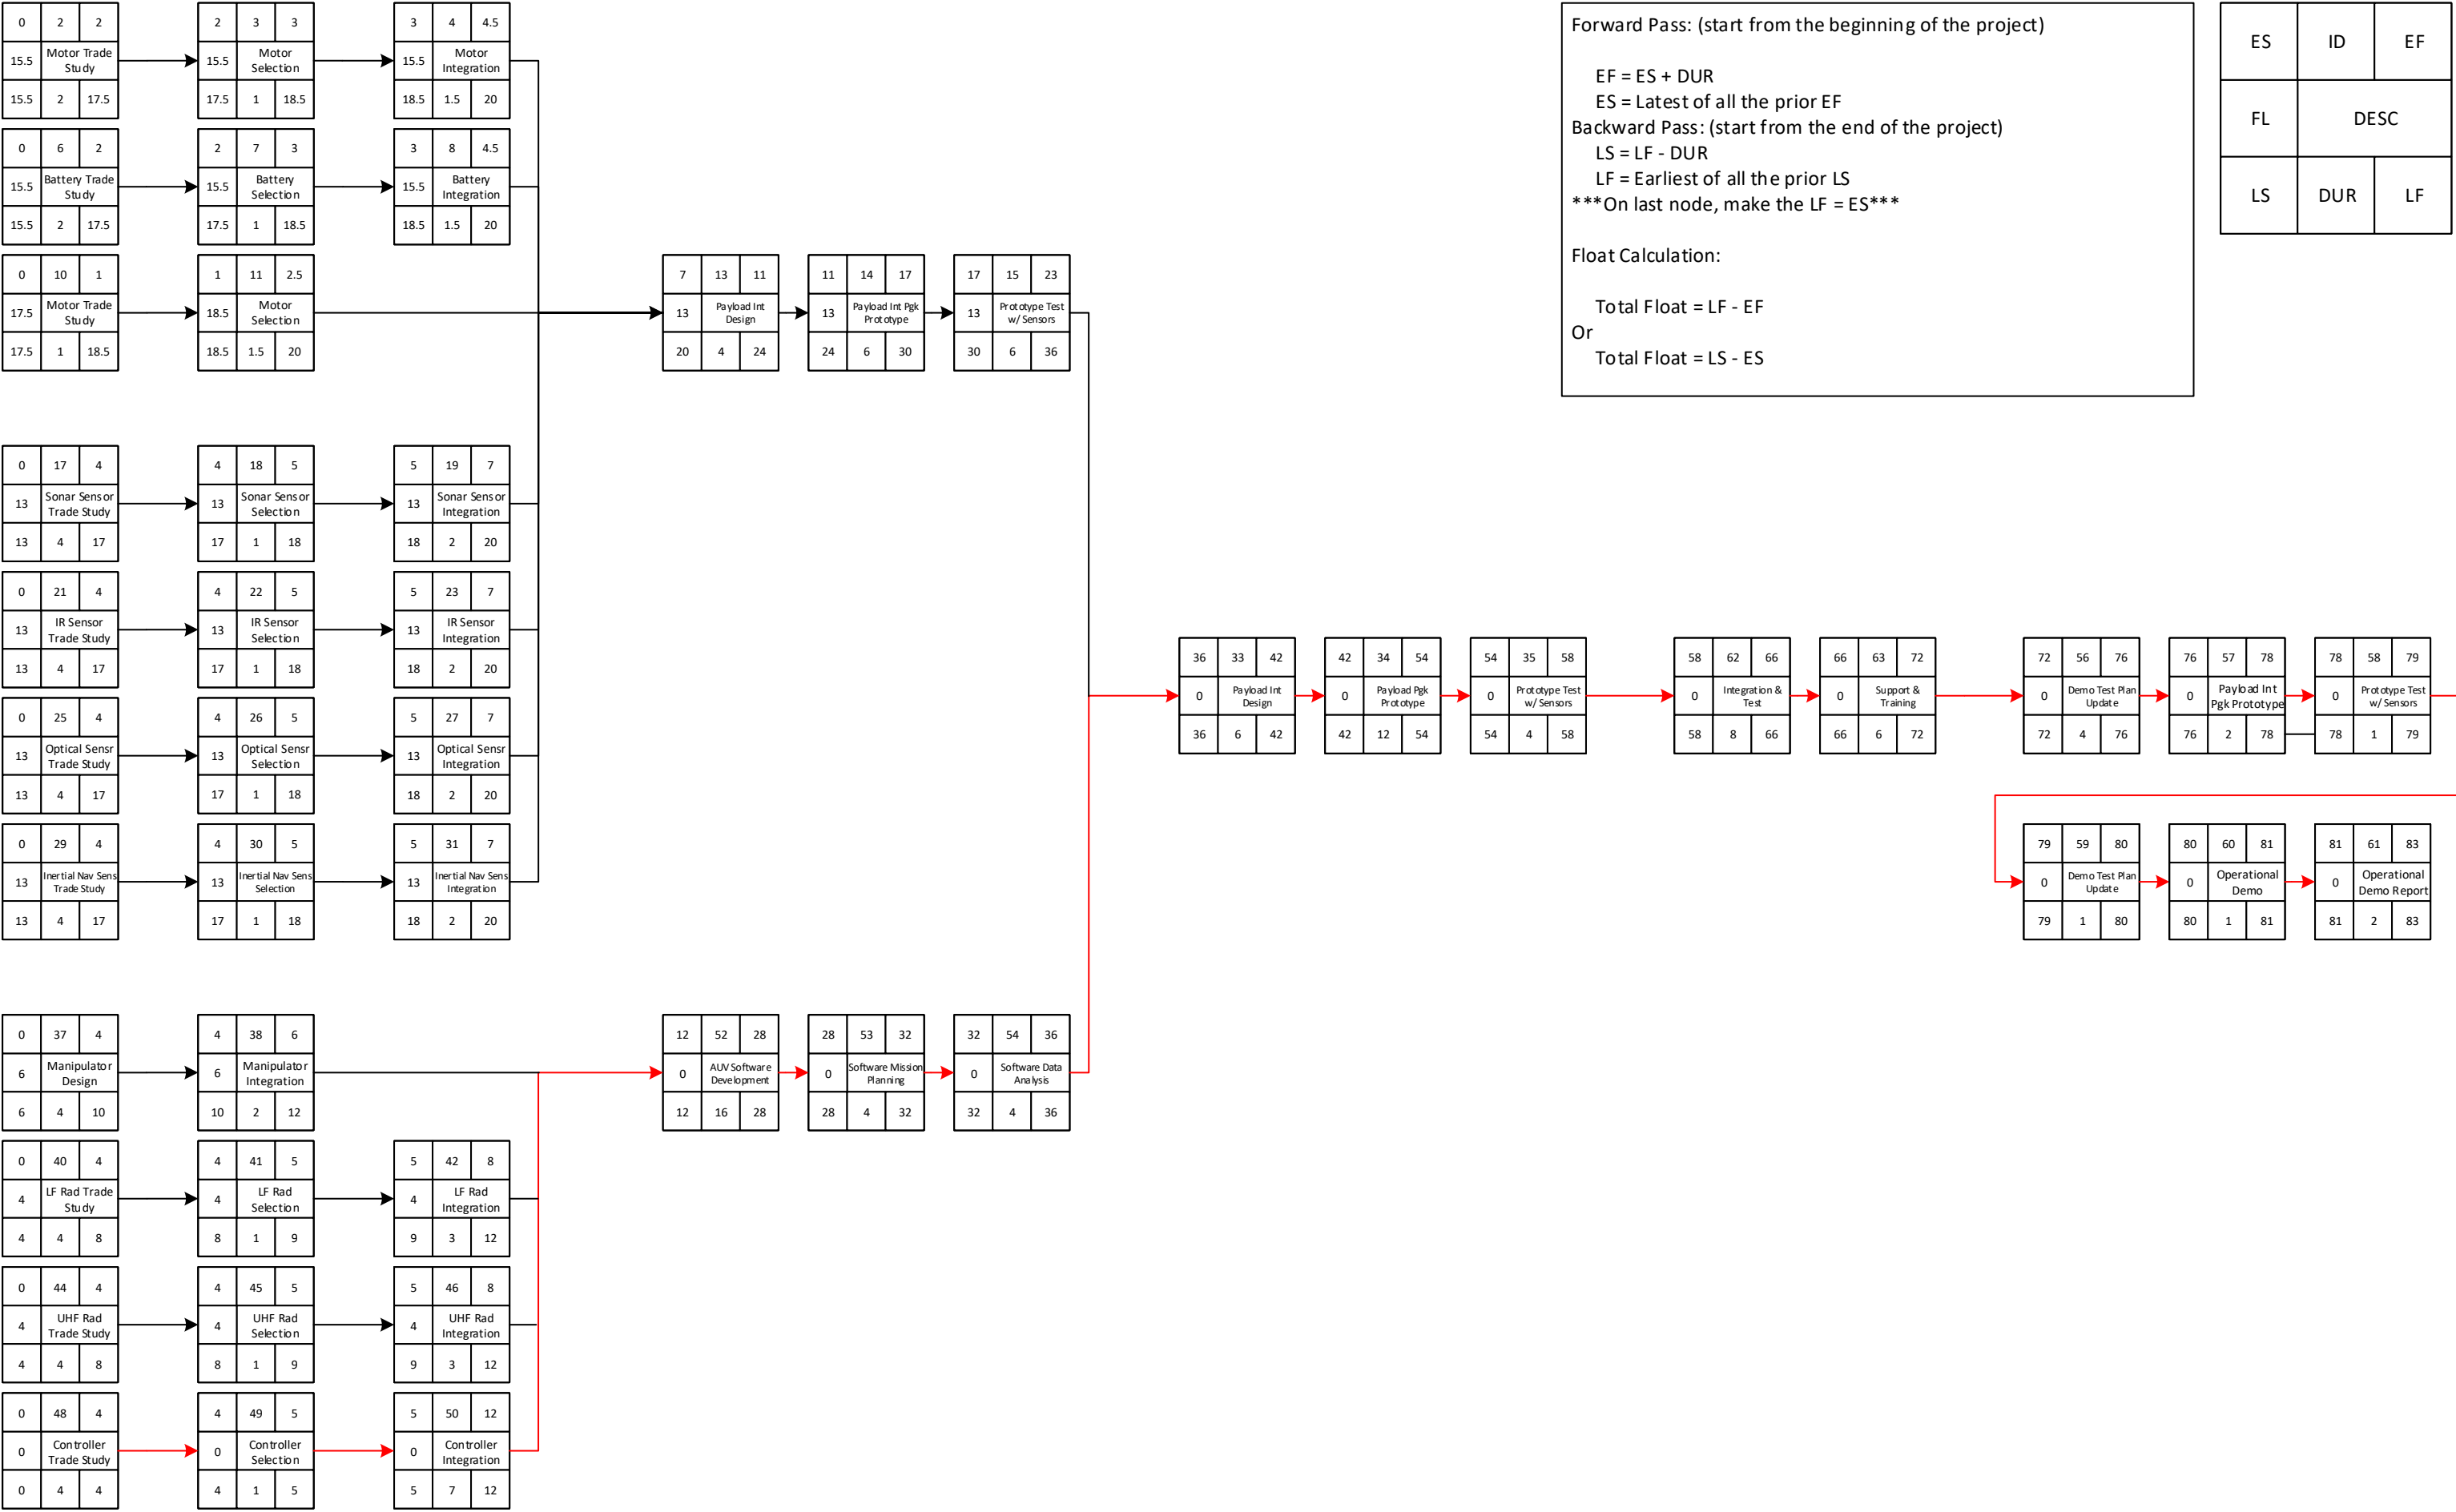 0 2 2
15.5 Motor Trade
Study
15.5 2 17.5
2 3 3
15.5 Motor
Selection
17.5 1 18.5
3 4 4.5
15.5 Motor
Integration
18.5 1.5 20
0 6 2
15.5 Battery Trade
Study
15.5 2 17.5
2 7 3
15.5 Battery
Selection
17.5 1 18.5
3 8 4.5
15.5 Battery
Integration
18.5 1.5 20
0 10 1
17.5 Motor Trade
Study
17.5 1 18.5
1 11 2.5
18.5 Motor
Selection
18.5 1.5 20
7 13 11
13 Payload Int
Design
20 4 24
11 14 17
13 Payload Int Pgk
Prototype
24 6 30
17 15 23
13 Prototype Test
w/ Sensors
30 6 36
Forward Pass: (start from the beginning of the project)
EF = ES + DUR
ES = Latest of all the prior EF
Backward Pass: (start from the end of the project)
LS = LF - DUR
LF = Earliest of all the prior LS
***On last node, make the LF = ES***
Float Calculation:
Total Float = LF - EF
Or
Total Float = LS - ES
ES ID EF
FL DESC
LS DUR LF
0 17 4
13 Sonar Sensor
Trade Study
13 4 17
4 18 5
13 Sonar Sensor
Selection
17 1 18
5 19 7
13 Sonar Sensor
Integration
18 2 20
0 21 4
13 IR Sensor
Trade Study
13 4 17
4 22 5
13 IR Sensor
Selection
17 1 18
5 23 7
13 IR Sensor
Integration
18 2 20
0 25 4
13 Optical Sensr
Trade Study
13 4 17
4 26 5
13 Optical Sensr
Selection
17 1 18
5 27 7
13 Optical Sensr
Integration
18 2 20
0 29 4
13 Inertial Nav Sens
Trade Study
13 4 17
4 30 5
13 Inertial Nav Sens
Selection
17 1 18
5 31 7
13 Inertial Nav Sens
Integration
18 2 20
36 33 42
0 Payload Int
Design
36 6 42
42 34 54
0 Payload Pgk
Prototype
42 12 54
54 35 58
0 Prototype Test
w/ Sensors
54 4 58
58 62 66
0 Integration &
Test
58 8 66
66 63 72
0 Support &
Training
66 6 72
72 56 76
0 Demo Test Plan
Update
72 4 76
76 57 78
0 Payload Int
Pgk Prototype
76 2 78
78 58 79
0 Prototype Test
w/ Sensors
78 1 79
79 59 80
0 Demo Test Plan
Update
79 1 80
80 60 81
0 Operational
Demo
80 1 81
81 61 83
0 Operational
Demo Report
81 2 83
0 37 4
6 Manipulator
Design
6 4 10
4 38 6
6 Manipulator
Integration
10 2 12
12 52 28
0 AUV Software
Development
12 16 28
28 53 32
0 Software Mission
Planning
28 4 32
32 54 36
0 Software Data
Analysis
32 4 36
0 40 4
4 LF Rad Trade
Study
4 4 8
4 41 5
4 LF Rad
Selection
8 1 9
5 42 8
4 LF Rad
Integration
9 3 12
0 44 4
4 UHF Rad
Trade Study
4 4 8
4 45 5
4 UHF Rad
Selection
8 1 9
5 46 8
4 UHF Rad
Integration
9 3 12
0 48 4
0 Controller
Trade Study
0 4 4
4 49 5
0 Controller
Selection
4 1 5
5 50 12
0 Controller
Integration
5 7 12